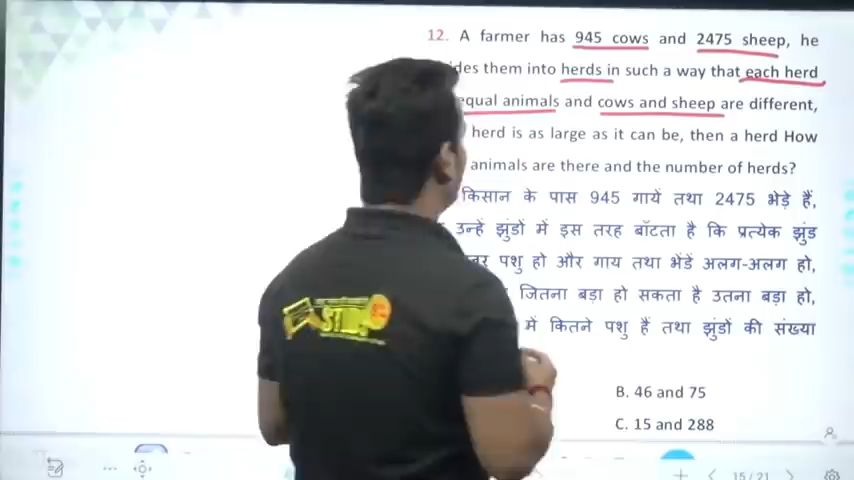 12. A farmer has 945 cows and 2475 sheep, he
ides them into herds in such a way that each herd
equal animals and cows and sheep are different,
herd is as large as it can be, then a herd How
animals are there and the number of herds?
किसान के पास 945 गायें तथा 2475 भेड़े हैं,
उन्हें झुंडों में इस तरह बाँटता है कि प्रत्येक झुंड
पशु हो और गाय तथा भेंडें अलग-अलग हो,
जितना बड़ा हो सकता है उतना बड़ा हो,
में कितने पशु हैं तथा झुंडों की संख्या
B. 46 and 75
C. 15 and 288
15 / 21